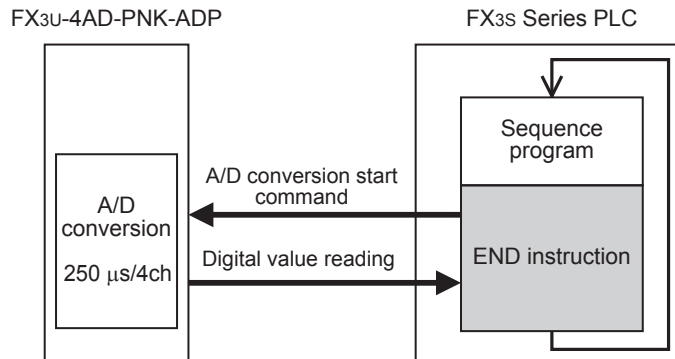 FX3U-4AD-PNK-ADP
FX3S Series PLC
Sequence
program
A/D conversion start
command
A/D
conversion
250 μs/4ch
Digital value reading
END instruction